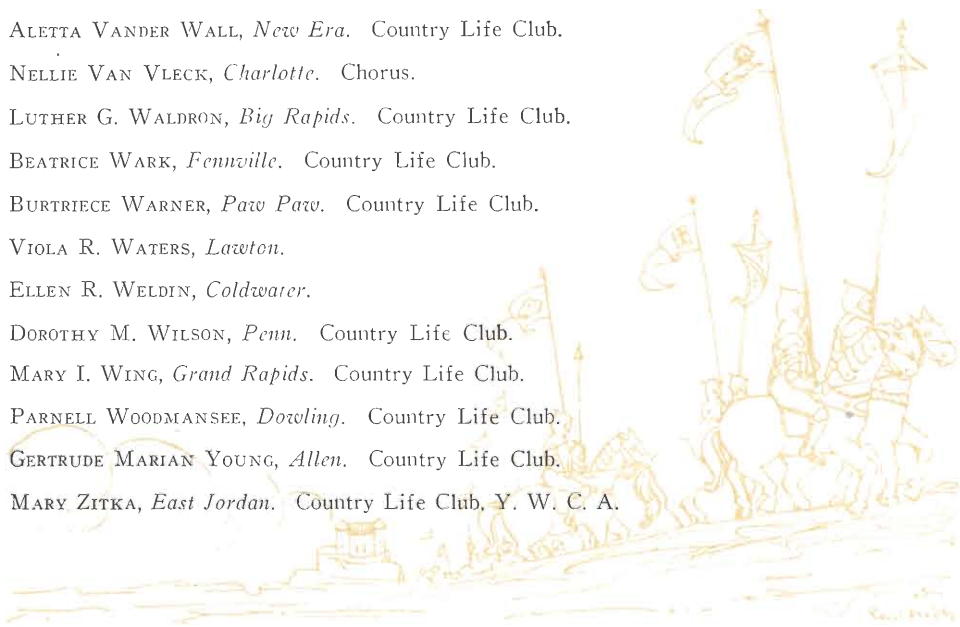 ALETTA VANDER WALL, New Era. Country Life Club.
NELLIE VAN VLECK, Charlotte. Chorus.
LUTHER G. WALDRON, Big Rapids. Country Life Club.
BEATRICE WARK, Fennville. Country Life Club.
BURTRIECE WARNER, Paw Paw. Country Life Club.
VIOLA R. WATERS, Lawton.
ELLEN R. WELDIN, Coldwater.
DOROTHY M. WILSON, Penn. Country Life Club.
MARY I. WING, Grand Rapids. Country Life Club.
PARNELL WOODMANSEE, Dowling. Country Life Club.
GERTRUDE MARIAN YOUNG, Allen. Country Life Club.
MARY ZITKA, East Jordan. Country Life Club, Y. W. C. A.